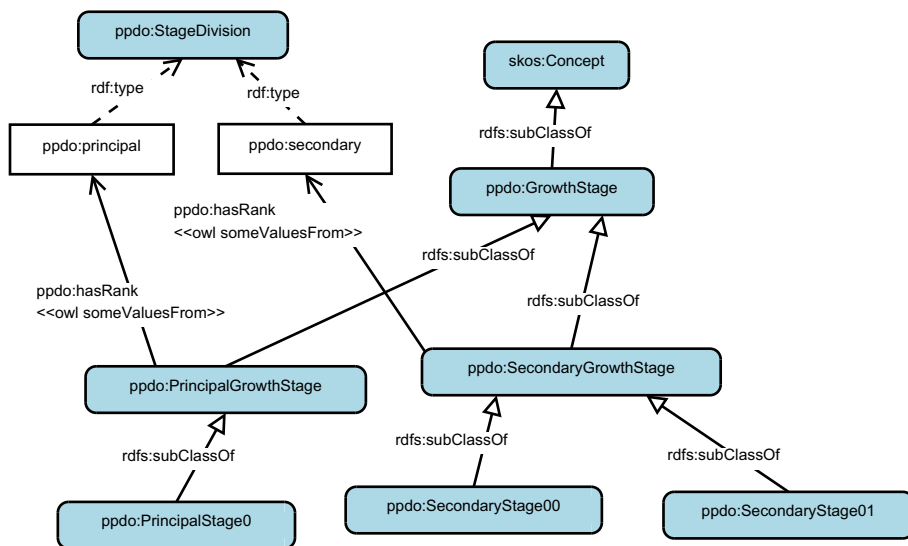 ppdo:StageDivision
skos:Concept
rdf:type
rdf:type
rdfs:subClassOf
ppdo:principal
ppdo:secondary
ppdo:GrowthStage
ppdo:hasRank
<<owl someValuesFrom>>
rdfs:subClassOf
rdfs:subClassOf
ppdo:hasRank
<<owl someValuesFrom>>
ppdo:SecondaryGrowthStage
ppdo:PrincipalGrowthStage
rdfs:subClassOf
rdfs:subClassOf
rdfs:subClassOf
ppdo:SecondaryStage00
ppdo:SecondaryStage01
ppdo:PrincipalStage0